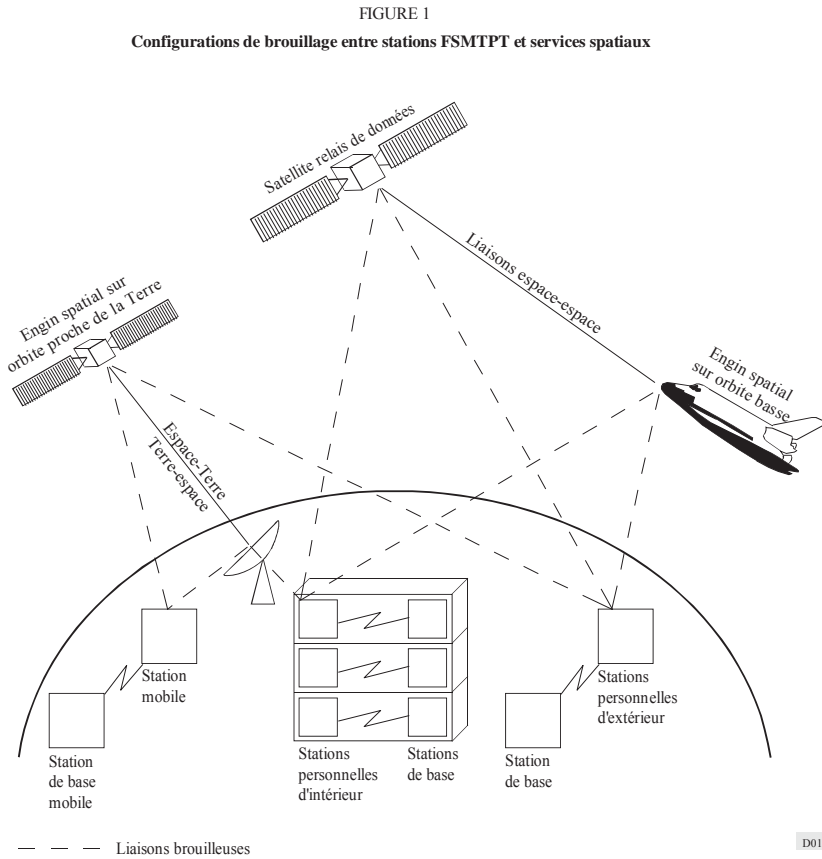 FIGURE 1
Configurations de brouillage entre stations FSMTPT et services spatiaux
Satellite relais de données
Liaisons espace-espace
Engin spatial sur
orbite proche de la Terre
Engin spatial
sur orbite basse
Espace-Terre
Terre-espace
Station
mobile
Station
de base
mobile
Stations
personnelles
d'intérieur
Stations
de base
Station
de base
Stations
personnelles
d'extérieur
Liaisons brouilleuses
D01